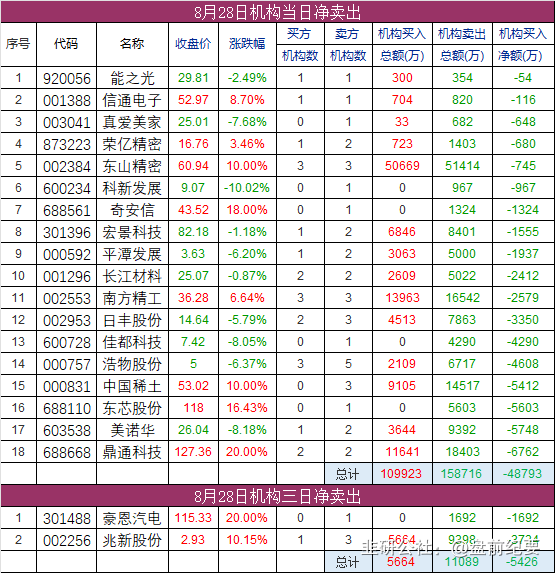 8月28日机构当日净卖出
序号 代码 名称 收盘价 涨跌幅 买方机构数 卖方机构数 机构买入总额(万) 机构卖出总额(万) 机构买入净额(万)
1 920056 能之光 29.81 -2.49% 1 1 300 354 -54
2 001388 信通电子 52.97 8.70% 1 1 704 820 -116
3 003041 真爱美家 25.01 -7.68% 0 1 33 682 -648
4 873223 荣亿精密 16.76 3.46% 1 2 723 1403 -680
5 002384 东山精密 60.94 10.00% 3 3 50669 51414 -745
6 600234 科新发展 9.07 -10.02% 0 1 0 967 -967
7 688561 奇安信 43.52 18.00% 0 1 0 1324 -1324
8 301396 宏景科技 82.18 -1.18% 1 2 6846 8401 -1555
9 000592 平潭发展 3.63 -6.20% 1 2 3063 5000 -1937
10 001296 长江材料 25.07 -0.87% 2 2 2609 5022 -2412
11 002553 南方精工 36.28 6.64% 3 3 13963 16542 -2579
12 002953 日丰股份 14.64 -5.79% 2 3 4513 7863 -3350
13 600728 佳都科技 7.42 -8.05% 0 1 0 4290 -4290
14 000757 浩物股份 5 -6.37% 3 5 2109 6717 -4608
15 000831 中国稀土 53.02 10.00% 0 3 9105 14517 -5412
16 688110 东芯股份 118 16.43% 0 1 0 5603 -5603
17 603538 美诺华 26.04 -8.18% 1 2 3644 9392 -5748
18 688668 鼎通科技 127.36 20.00% 2 2 11641 18403 -6762
总计 109923 158716 -48793
8月28日机构三日净卖出
1 301488 豪恩汽电 115.33 20.00% 0 1 0 1692 -1692
2 002256 兆新股份 2.93 10.15% 1 3 5664 9398 -3734
总计 5664 11089 -5426
韭研公社：@盘前纪要